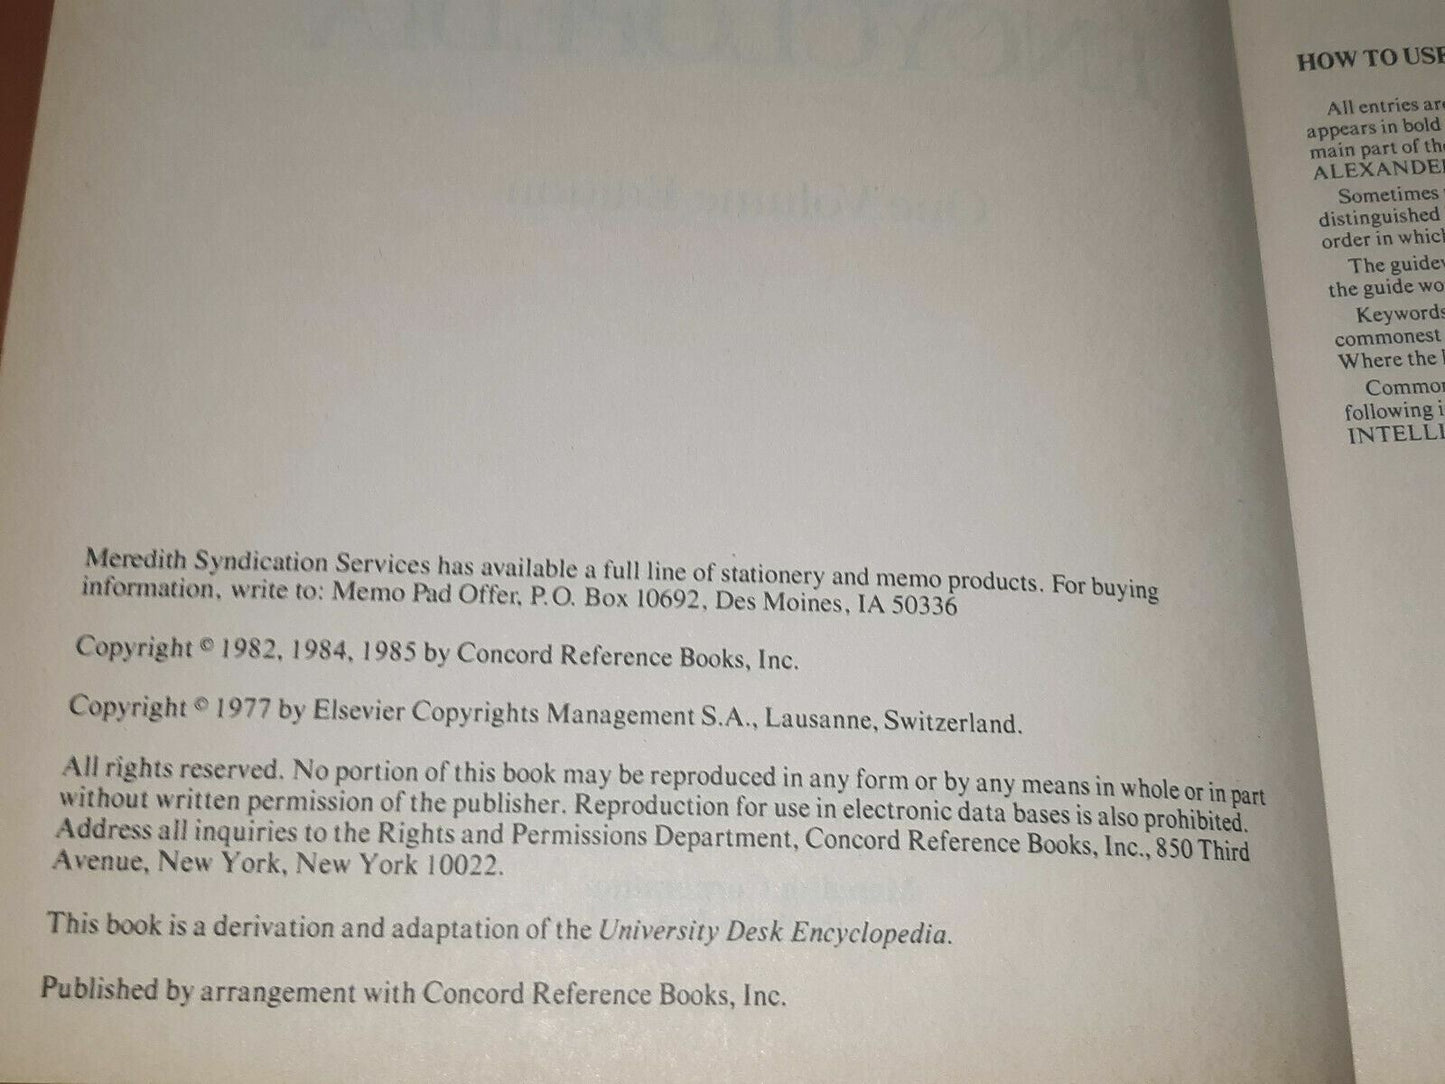 Meredith Syndication Services has available a full line of stationery and memo products. For buying
information, write to: Memo Pad Offer, P.O. Box 10692, Des Moines, IA 50336
Copyright © 1982, 1984, 1985 by Concord Reference Books, Inc.
Copyright © 1977 by Elsevier Copyrights Management S.A., Lausanne, Switzerland.
All rights reserved. No portion of this book may be reproduced in any form or by any means in whole or in part
without written permission of the publisher. Reproduction for use in electronic data bases is also prohibited.
Address all inquiries to the Rights and Permissions Department, Concord Reference Books, Inc., 850 Third
Avenue, New York, New York 10022.
This book is a derivation and adaptation of the University Desk Encyclopedia.
Published by arrangement with Concord Reference Books, Inc.
HOW TO USE
All entries are
appears in bold
main part of the
ALEXANDER
Sometimes
distinguished
order in which
The guidew
the guide wo
Keywords
commonest
Where the
Common
following i
INTELLI